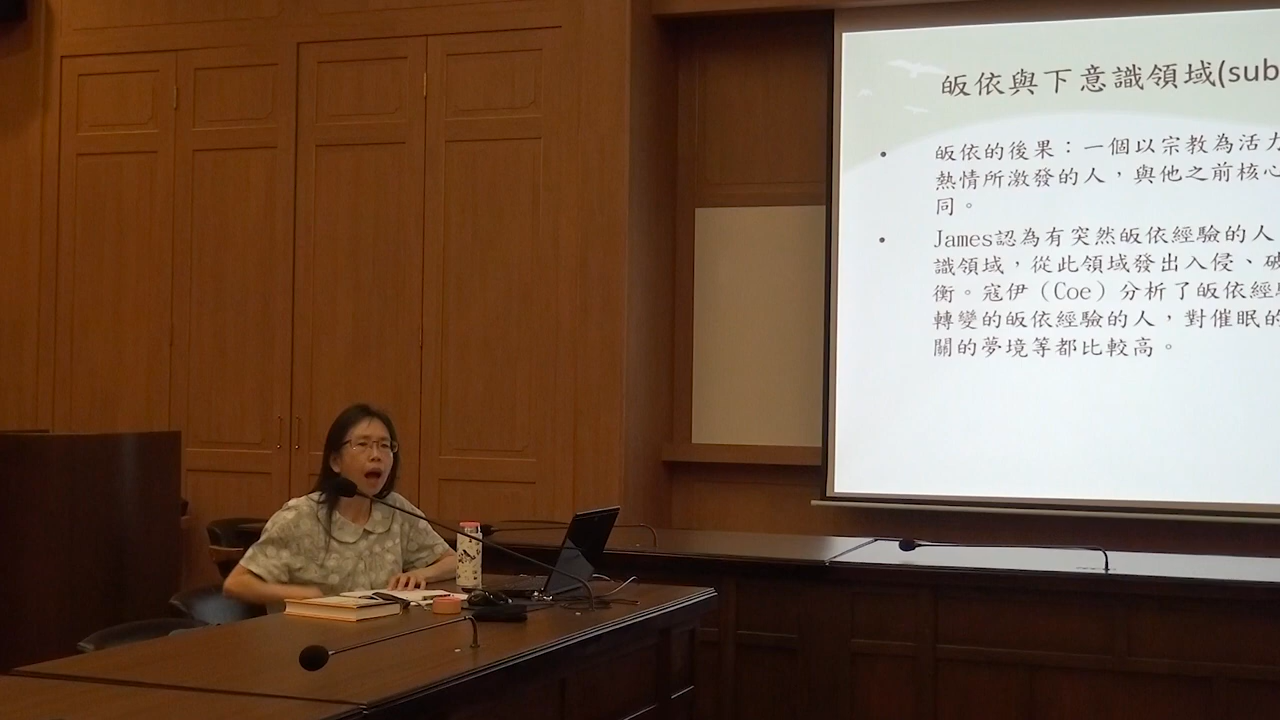 皈依與下意識領域(sub
皈依的後果：一個以宗教為活力
熱情所激發的人，與他之前核心
同。
James認為有突然皈依經驗的人
識領域，從此領域發出入侵、破
衡。寇伊（Coe）分析了皈依經驗
轉變的皈依經驗的人，對催眠的
關的夢境等都比較高。